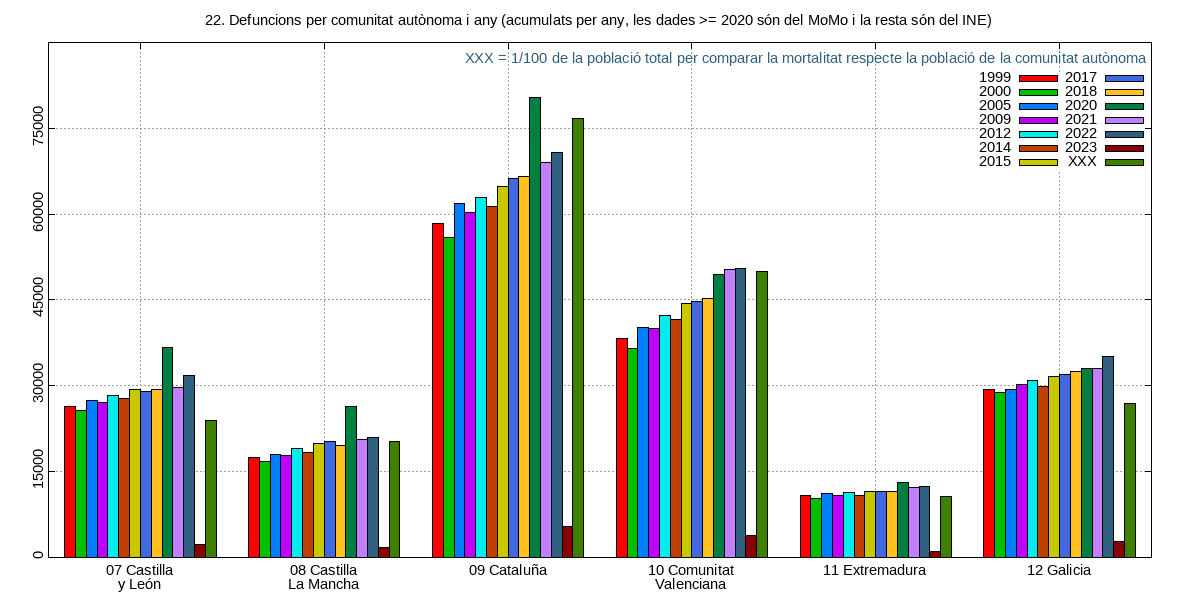 22. Defuncions per comunitat autònoma i any (acumulats per any, les dades >= 2020 són del MoMo i la resta són del INE)
XXX = 1/100 de la població total per comparar la mortalitat respecte la població de la comunitat autònoma
1999 2017
2000 2018
2005 2020
2009 2021
2012 2022
2014 2023
2015 XXX
75000
60000
45000
30000
15000
0
07 Castilla
y León
08 Castilla
La Mancha
09 Cataluña
10 Comunitat
Valenciana
11 Extremadura
12 Galicia